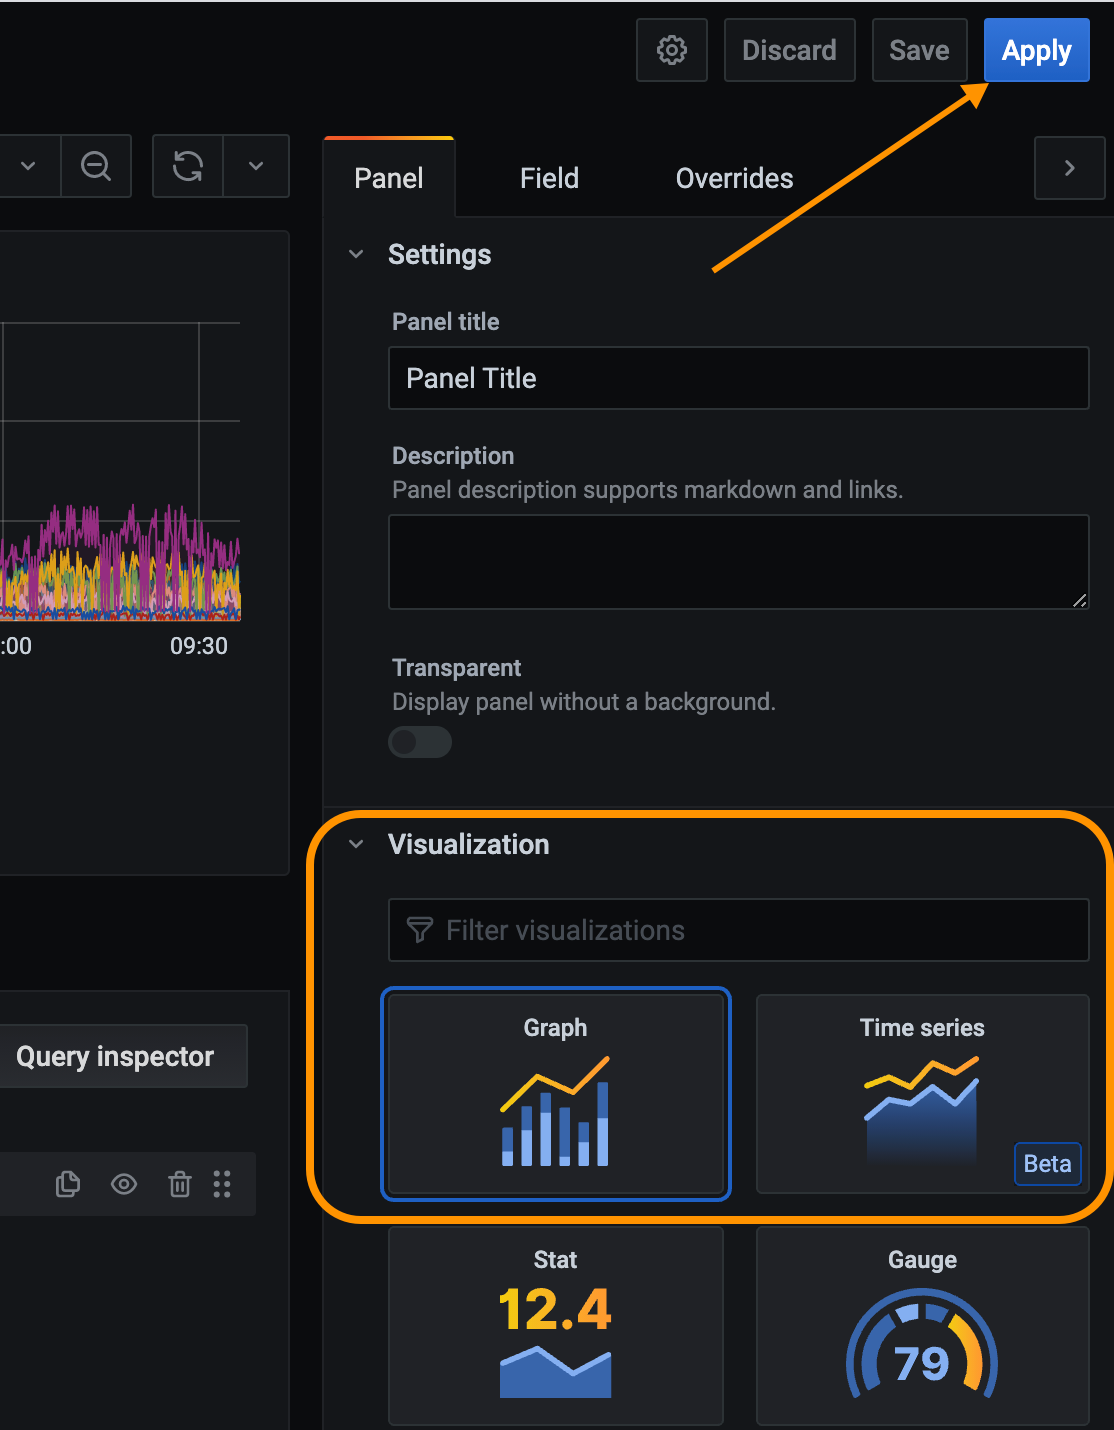 Discard
Save
Apply
Panel
Field
Overrides
Settings
Panel title
Panel Title
Description
Panel description supports markdown and links.
:00
09:30
Transparent
Display panel without a background.
Visualization
Filter visualizations
Graph
Time series
Beta
Query inspector
Stat
12.4
Gauge
79